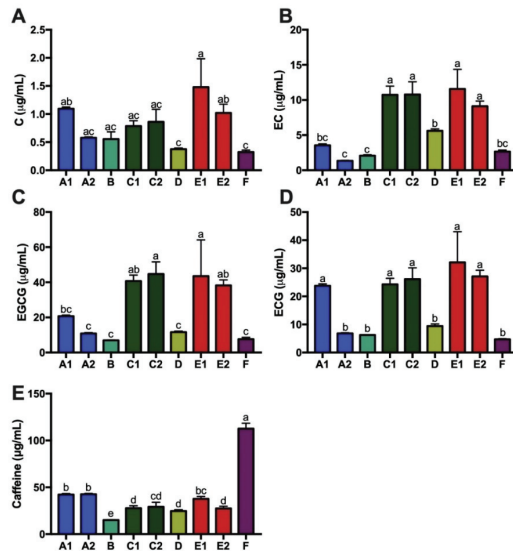 A
C (µg/mL)
2.0
1.5
1.0
0.5
0.0
ab
ac
ac
ac
ac
c
a
ab
c
A1 A2 B C1 C2 D E1 E2 F
B
EC (µg/mL)
20
15
10
5
0
bc
c
c
a
a
b
a
a
bc
A1 A2 B C1 C2 D E1 E2 F
C
EGCG (µg/mL)
80
60
40
20
0
bc
c
c
ab
a
c
a
ab
c
A1 A2 B C1 C2 D E1 E2 F
D
ECG (µg/mL)
50
40
30
20
10
0
a
b
b
a
a
b
a
a
b
A1 A2 B C1 C2 D E1 E2 F
E
Caffeine (µg/mL)
150
100
50
0
b
b
e
d
cd
d
bc
d
a
A1 A2 B C1 C2 D E1 E2 F